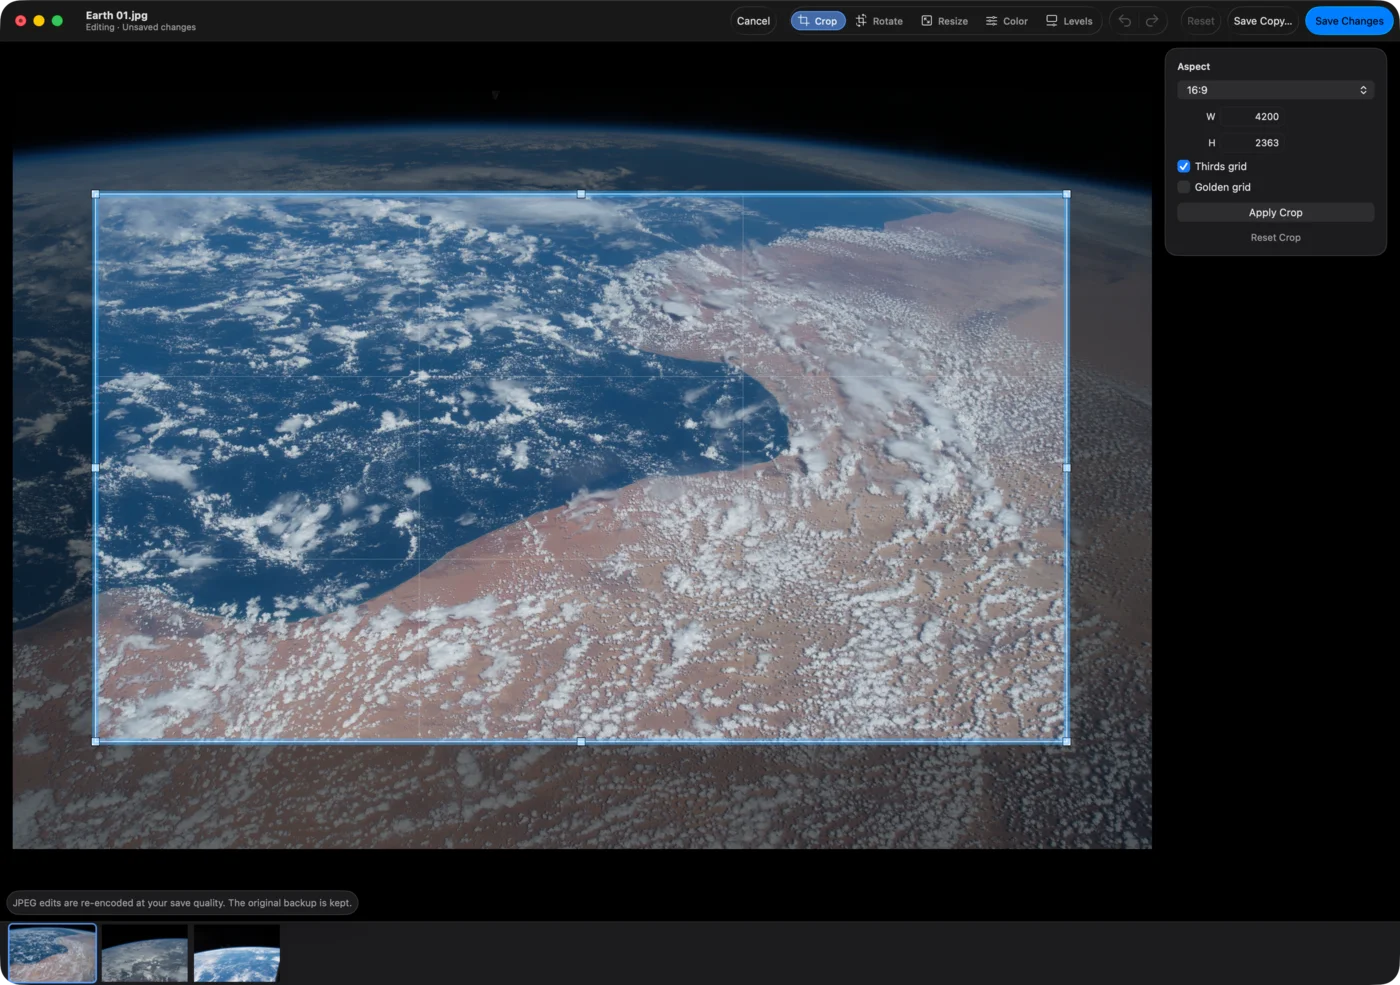 Earth 01.jpg
Editing · Unsaved changes
Cancel
Crop
Rotate
Resize
Color
Levels
Reset
Save Copy...
Save Changes
Aspect
16:9
W 4200
H 2363
Thirds grid
Golden grid
Apply Crop
Reset Crop
JPEG edits are re-encoded at your save quality. The original backup is kept.